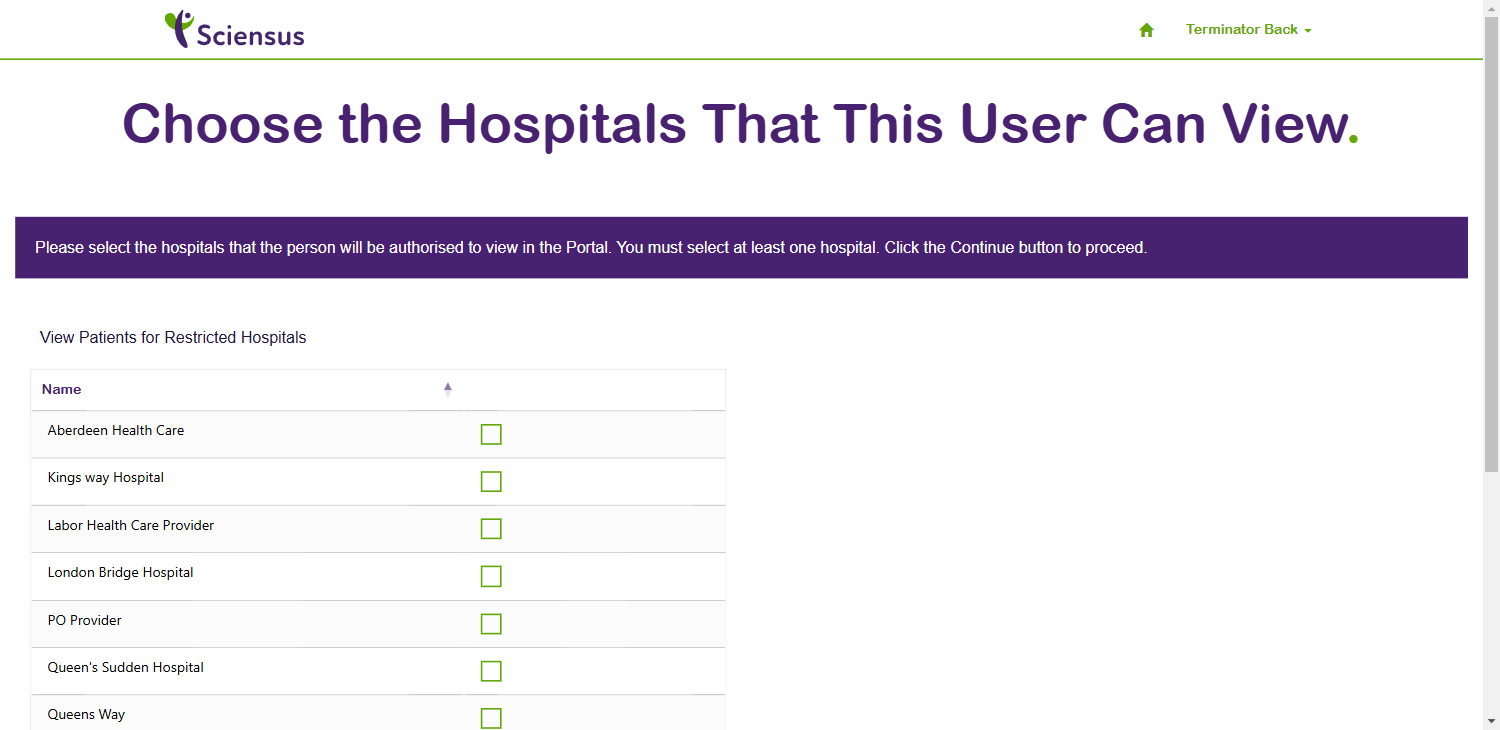 Sciensus
Terminator Back
Choose the Hospitals That This User Can View.
Please select the hospitals that the person will be authorised to view in the Portal. You must select at least one hospital. Click the Continue button to proceed.
View Patients for Restricted Hospitals
Name
Aberdeen Health Care
Kings way Hospital
Labor Health Care Provider
London Bridge Hospital
PO Provider
Queen's Sudden Hospital
Queens Way